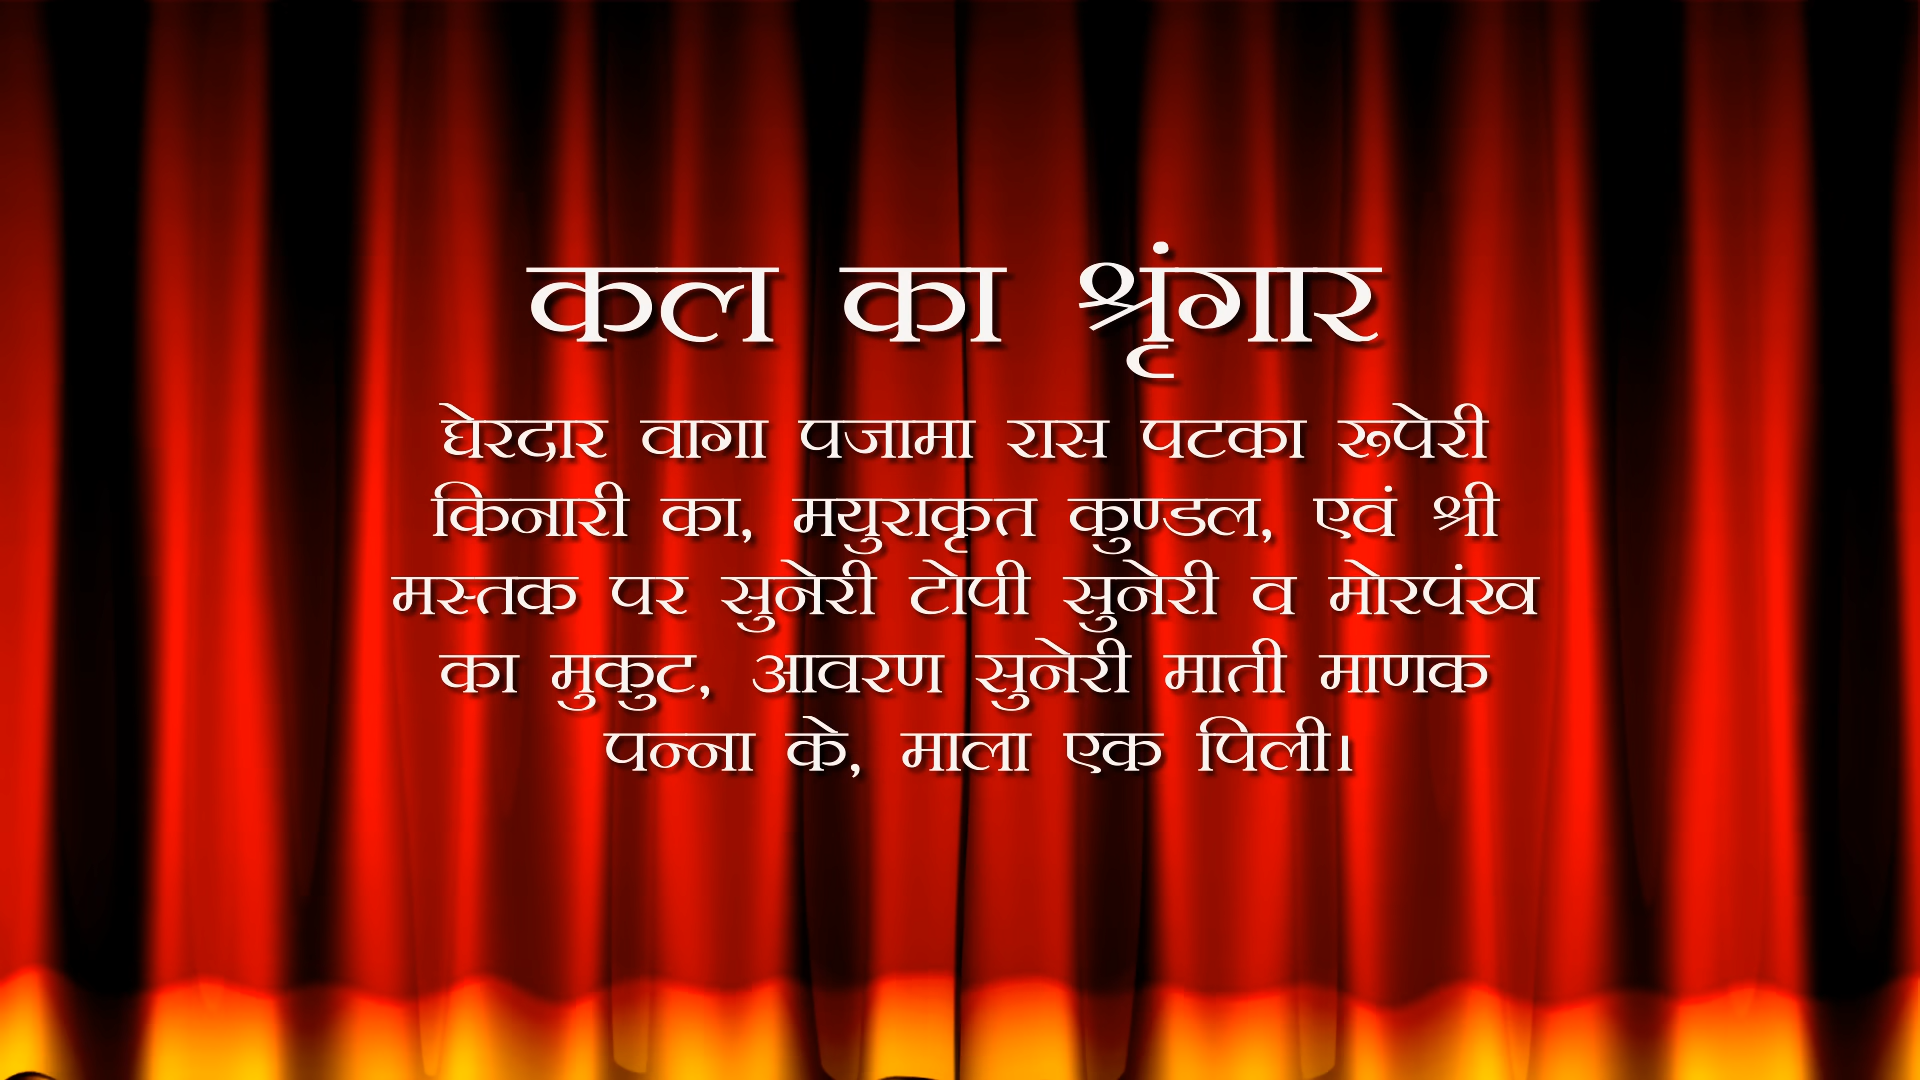 कल का श्रृंगार
घेरदार वागा पजामा रास पटका रूपेरी
किनारी का, मयुराकृत कुण्डल, एवं श्री
मस्तक पर सुनेरी टोपी सुनेरी व मोरपंख
का मुकुट, आवरण सुनेरी माती माणक
पन्ना के, माला एक पिली।